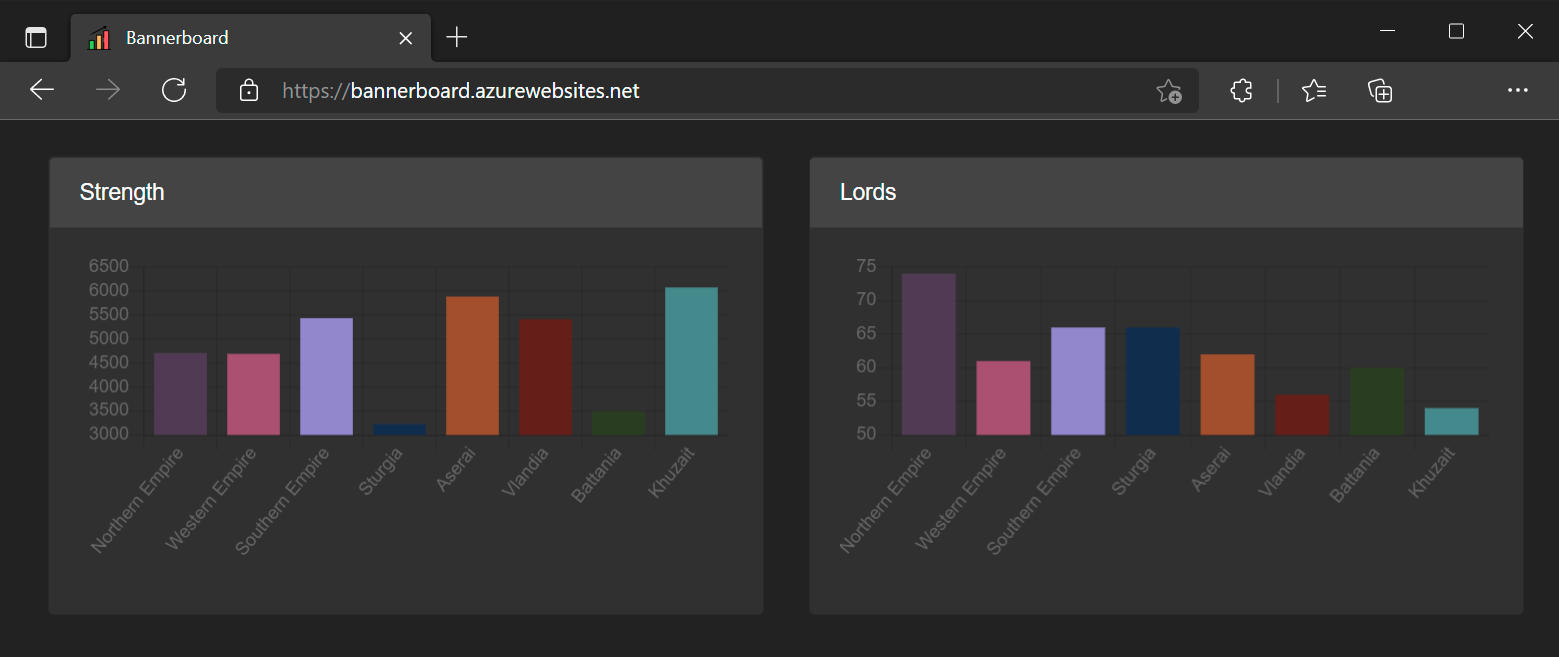 Bannerboard
https://bannerboard.azurewebsites.net
Strength
6500
6000
5500
5000
4500
4000
3500
3000
Northern Empire
Western Empire
Southern Empire
Sturgia
Aserai
Vlandia
Battania
Khuzait
Lords
75
70
65
60
55
50
Northern Empire
Western Empire
Southern Empire
Sturgia
Aserai
Vlandia
Battania
Khuzait